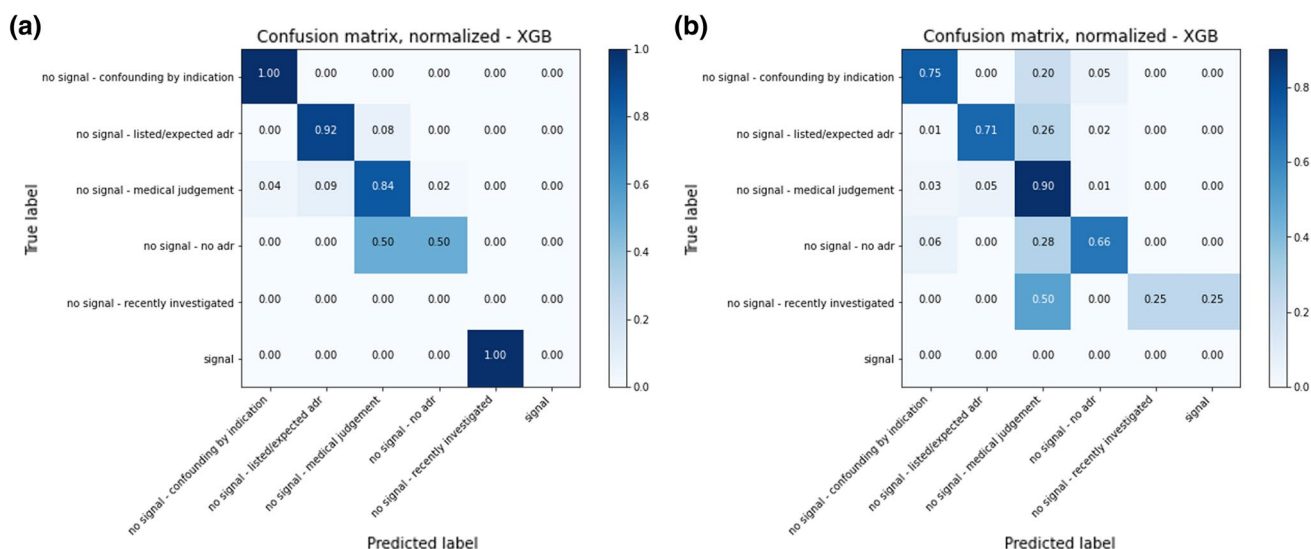 (a)
Confusion matrix, normalized - XGB
True label
no signal - confounding by indication 1.00 0.00 0.00 0.00 0.00 0.00
no signal - listed/expected adr 0.00 0.92 0.08 0.00 0.00 0.00
no signal - medical judgement 0.04 0.09 0.84 0.02 0.00 0.00
no signal - no adr 0.00 0.00 0.50 0.50 0.00 0.00
no signal - recently investigated 0.00 0.00 0.00 0.00 0.00 0.00
signal 0.00 0.00 0.00 0.00 1.00 0.00
no signal - confounding by indication
no signal - listed/expected adr
no signal - medical judgement
no signal - no adr
no signal - recently investigated
signal
Predicted label
1.0
0.8
0.6
0.4
0.2
0.0
(b)
Confusion matrix, normalized - XGB
True label
no signal - confounding by indication 0.75 0.00 0.20 0.05 0.00 0.00
no signal - listed/expected adr 0.01 0.71 0.26 0.02 0.00 0.00
no signal - medical judgement 0.03 0.05 0.90 0.01 0.00 0.00
no signal - no adr 0.06 0.00 0.28 0.66 0.00 0.00
no signal - recently investigated 0.00 0.00 0.50 0.00 0.25 0.25
signal 0.00 0.00 0.00 0.00 0.00 0.00
no signal - confounding by indication
no signal - listed/expected adr
no signal - medical judgement
no signal - no adr
no signal - recently investigated
signal
Predicted label
0.8
0.6
0.4
0.2
0.0